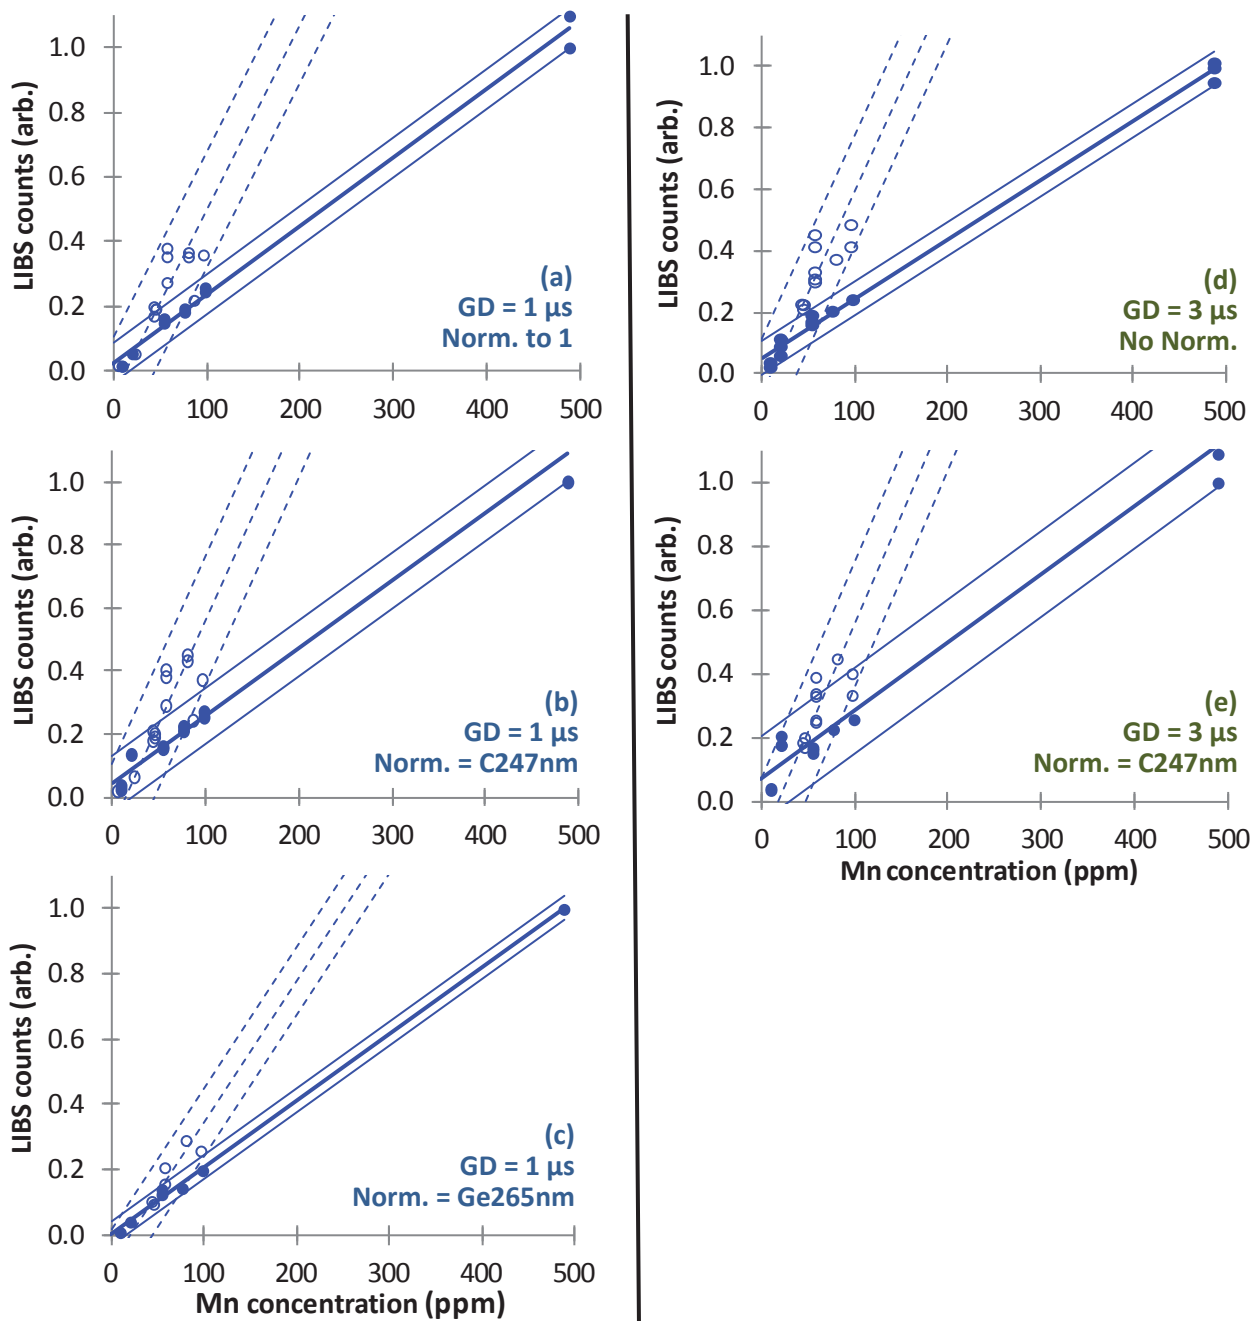 LIBS counts (arb.)
1.0
0.8
0.6
0.4
0.2
0.0
0 100 200 300 400 500
(a)
GD = 1 µs
Norm. to 1
LIBS counts (arb.)
1.0
0.8
0.6
0.4
0.2
0.0
0 100 200 300 400 500
(b)
GD = 1 µs
Norm. = C247nm
LIBS counts (arb.)
1.0
0.8
0.6
0.4
0.2
0.0
0 100 200 300 400 500
(c)
GD = 1 µs
Norm. = Ge265nm
Mn concentration (ppm)
LIBS counts (arb.)
1.0
0.8
0.6
0.4
0.2
0.0
0 100 200 300 400 500
(d)
GD = 3 µs
No Norm.
LIBS counts (arb.)
1.0
0.8
0.6
0.4
0.2
0.0
0 100 200 300 400 500
(e)
GD = 3 µs
Norm. = C247nm
Mn concentration (ppm)